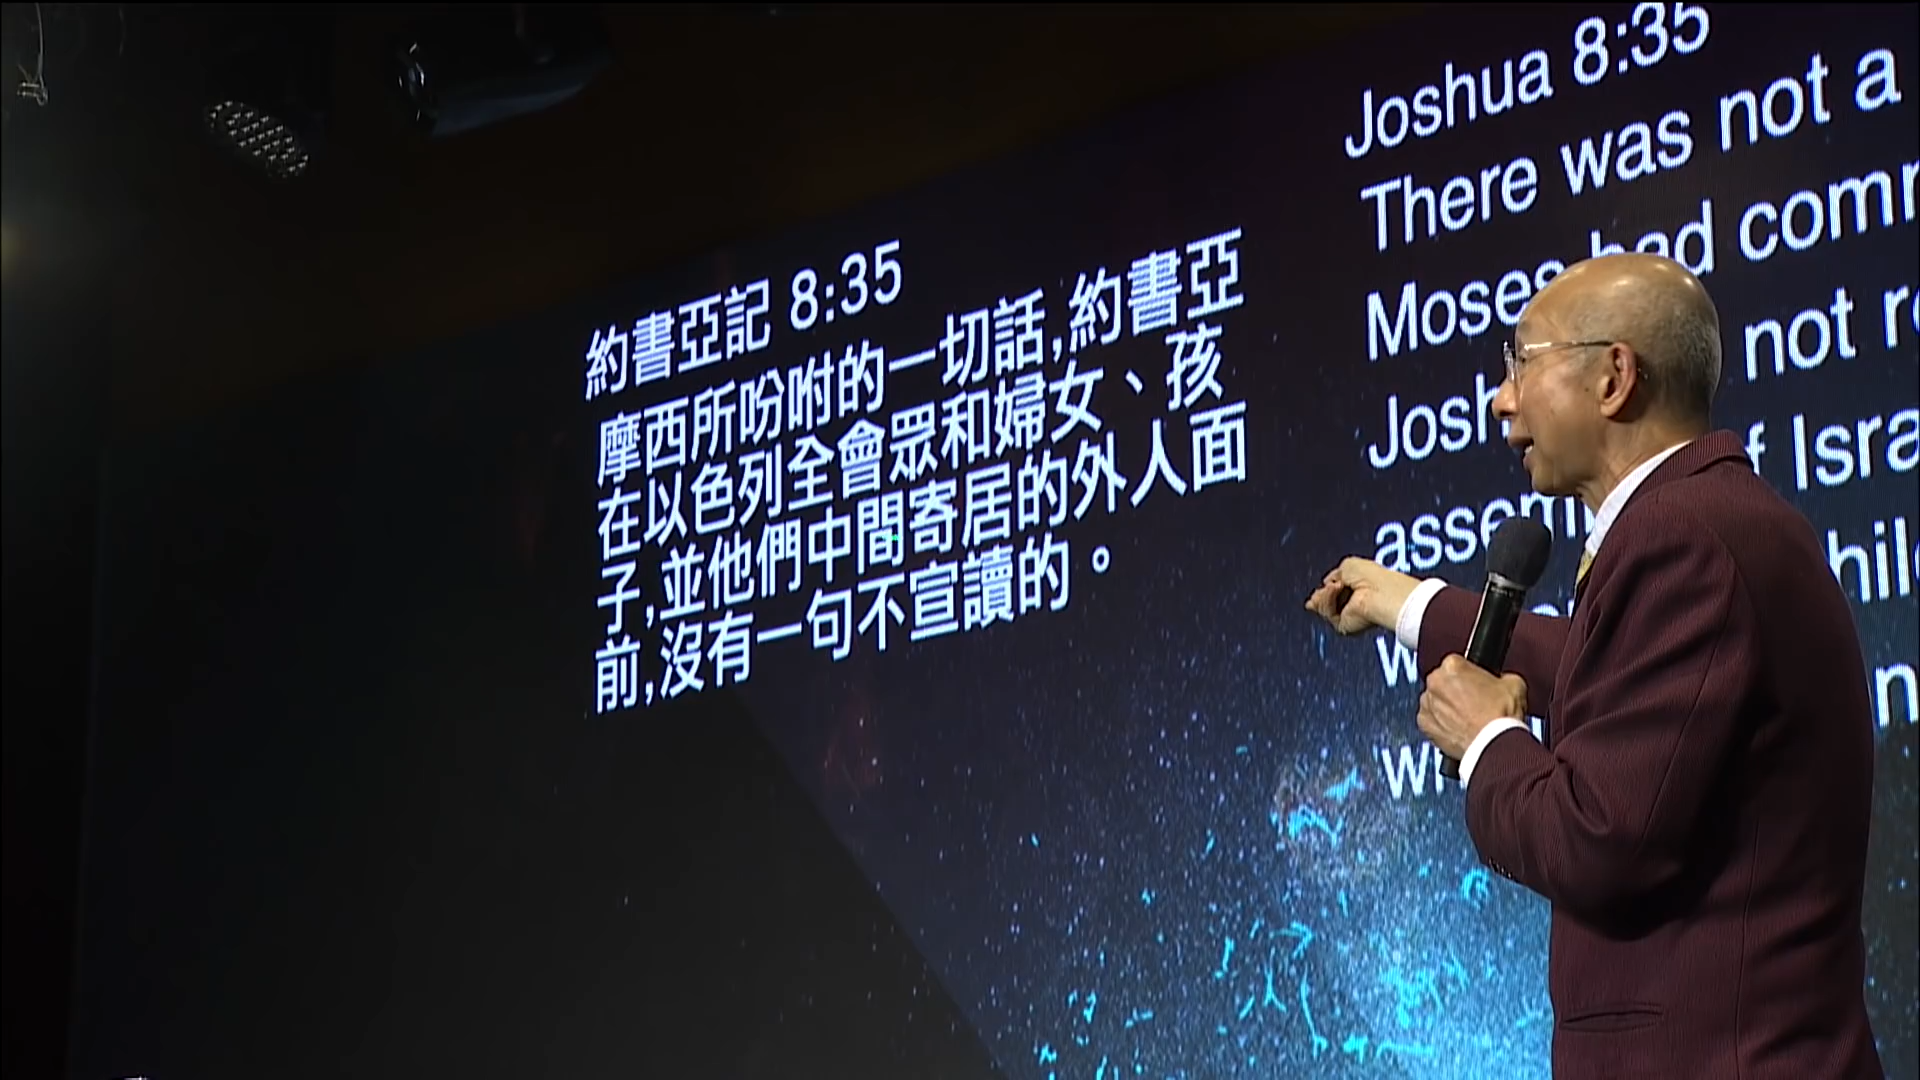 約書亞記 8:35
摩西所吩咐的一切話,約書亞
在以色列全會眾和婦女、孩
子,並他們中間寄居的外人面
前,沒有一句不宣讀的。
Joshua 8:35
There was not a
Moses had
not
Israel